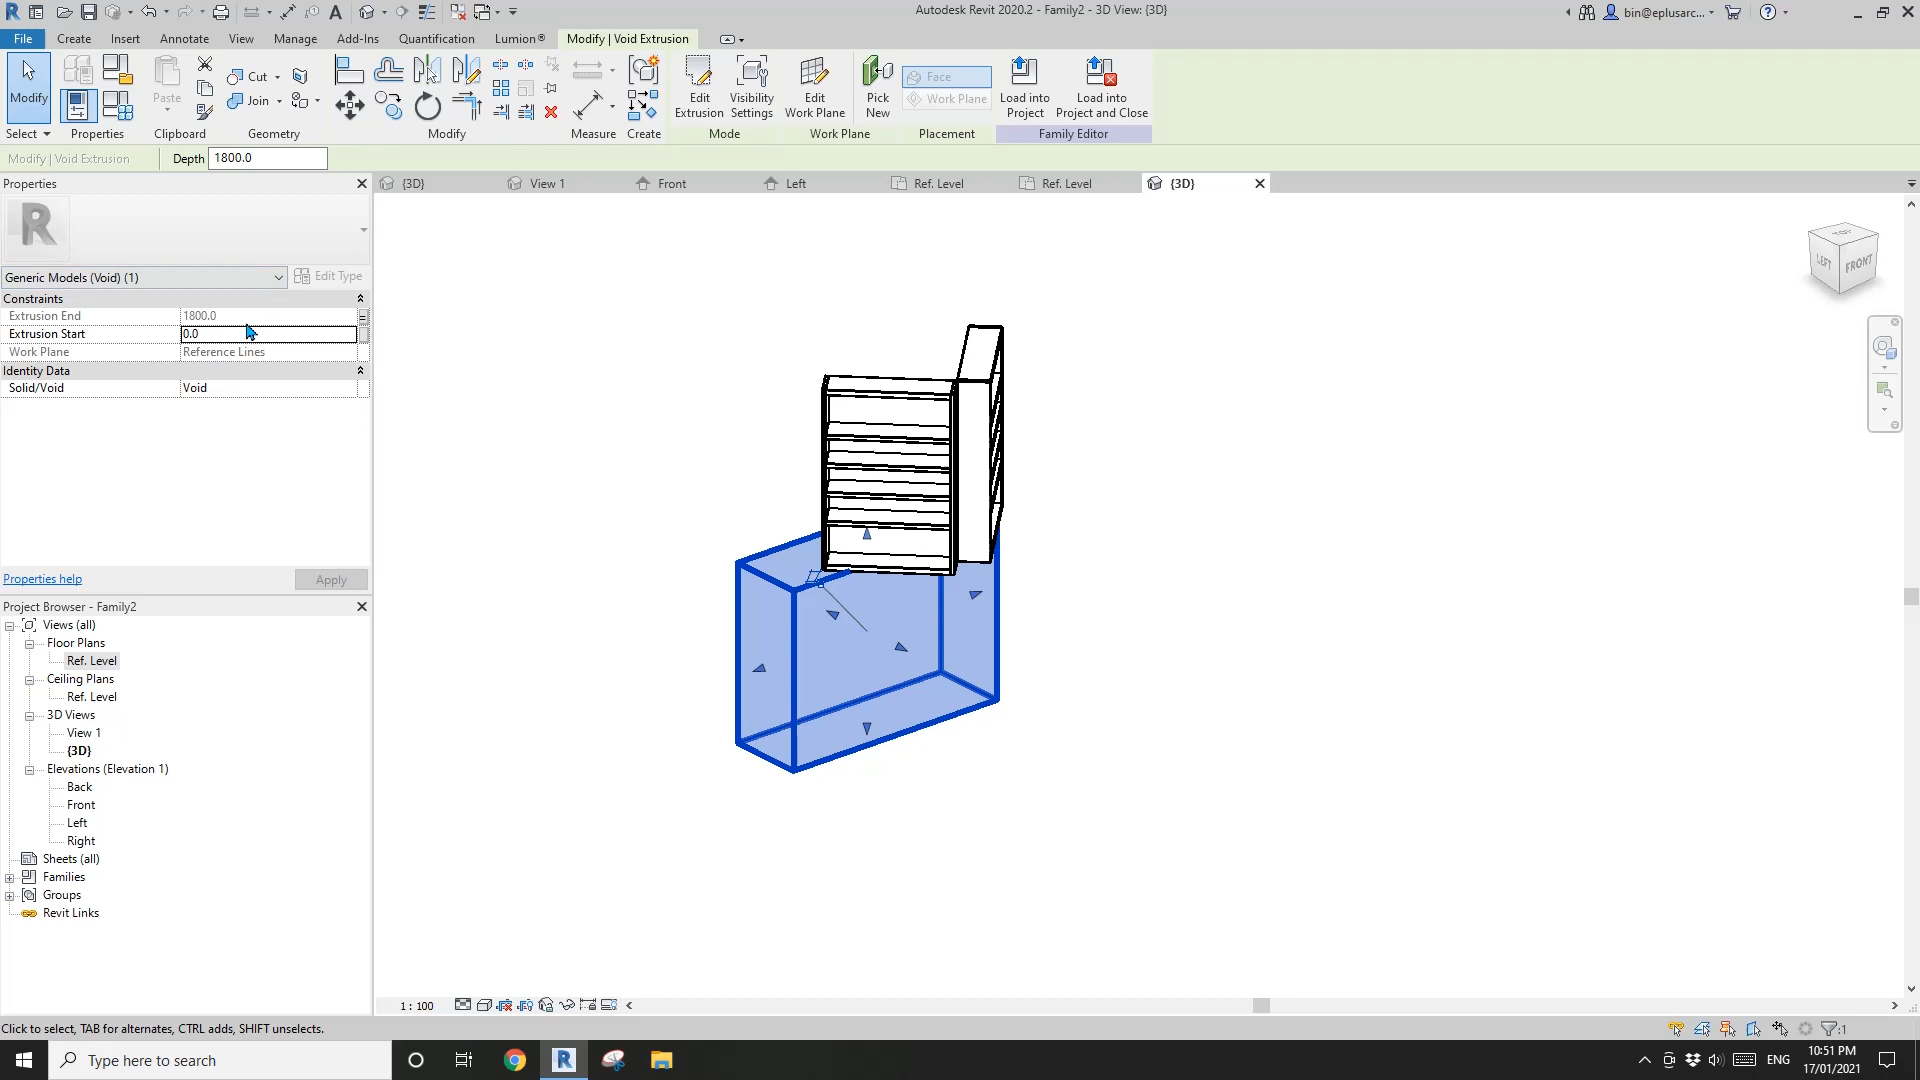 Autodesk Revit 2020.2 - Family2 - 3D View: {3D}
bin@eplusarc...
File
Create
Insert
Annotate
View
Manage
Add-Ins
Quantification
Lumion®
Modify | Void Extrusion
Modify
Paste
Cut
Join
Edit
Extrusion
Visibility
Settings
Edit
Work Plane
Pick
New
Face
Work Plane
Load into
Project
Load into
Project and Close
Select
Properties
Clipboard
Geometry
Modify
Measure
Create
Mode
Work Plane
Placement
Family Editor
Modify | Void Extrusion
Depth
1800.0
Properties
{3D}
View 1
Front
Left
Ref. Level
Ref. Level
{3D}
Generic Models (Void) (1)
Edit Type
Constraints
Extrusion End 1800.0
Extrusion Start 0.0
Work Plane Reference Lines
Identity Data
Solid/Void Void
Properties help
Apply
TOP
LEFT
FRONT
Project Browser - Family2
Views (all)
Floor Plans
Ref. Level
Ceiling Plans
Ref. Level
3D Views
View 1
{3D}
Elevations (Elevation 1)
Back
Front
Left
Right
Sheets (all)
Families
Groups
Revit Links
1 : 100
Click to select, TAB for alternates, CTRL adds, SHIFT unselects.
:1
Type here to search
ENG
10:51 PM
17/01/2021